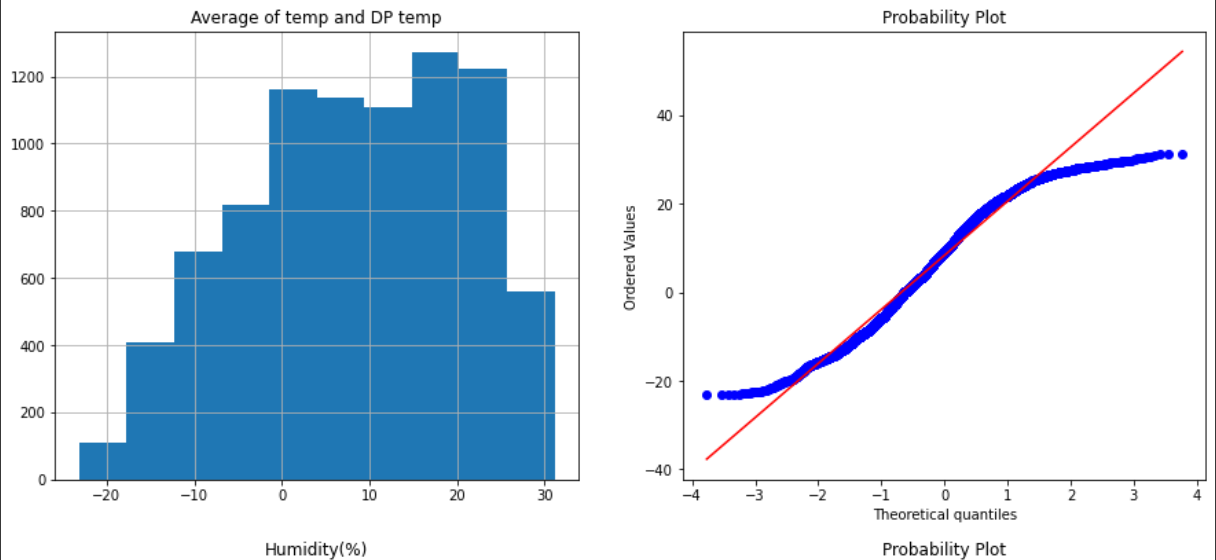 Average of temp and DP temp
1200
1000
800
600
400
200
0
−20 −10 0 10 20 30
Probability Plot
Ordered Values
40
20
0
−20
−40
−4 −3 −2 −1 0 1 2 3 4
Theoretical quantiles
Humidity(%)
Probability Plot